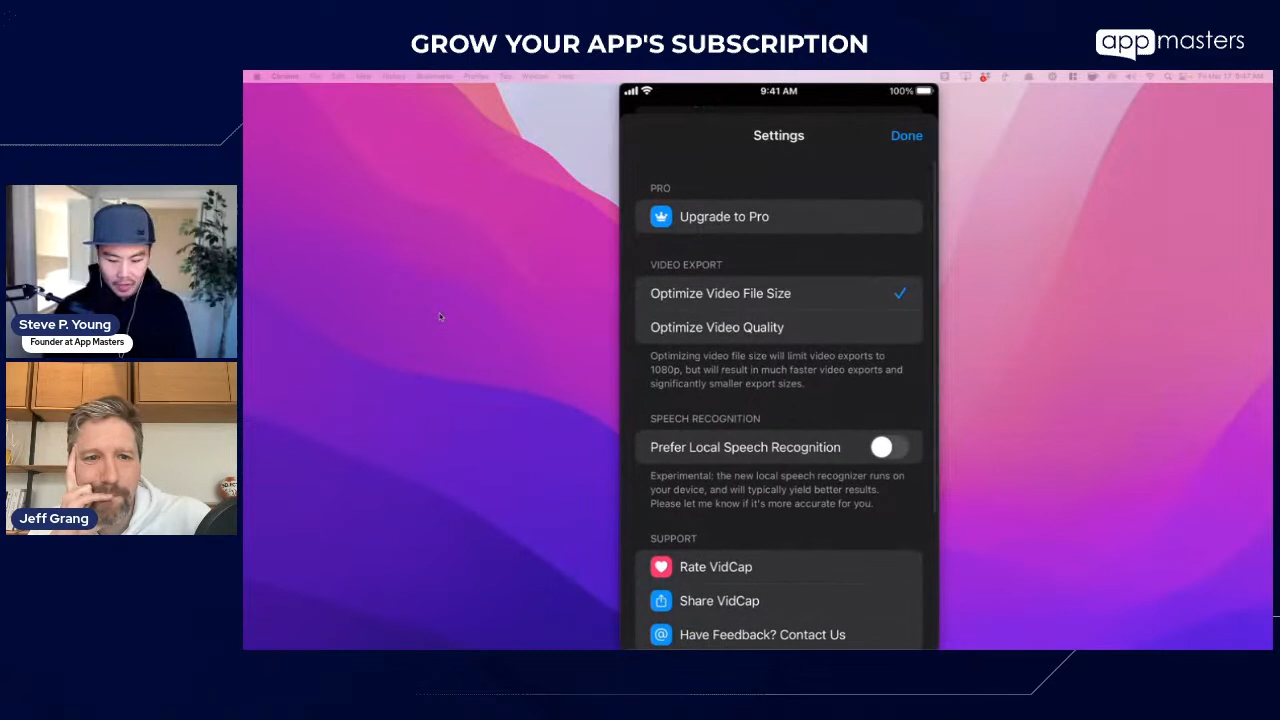 GROW YOUR APP'S SUBSCRIPTION
app masters
9:41 AM
100%
Settings
Done
PRO
Upgrade to Pro
VIDEO EXPORT
Optimize Video File Size
Optimize Video Quality
Optimizing video file size will limit video exports to
1080p, but will result in much faster video exports and
significantly smaller export sizes.
SPEECH RECOGNITION
Prefer Local Speech Recognition
Experimental: the new local speech recognizer runs on
your device, and will typically yield better results.
Please let me know if it's more accurate for you.
SUPPORT
Rate VidCap
Share VidCap
@ Have Feedback? Contact Us
Steve P. Young
Founder at App Masters
Jeff Grang